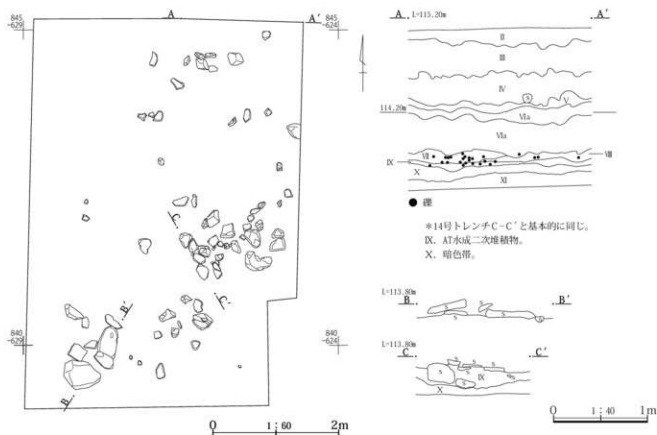 845
-629
A
A′
845
-624
C
C′
B′
B
840
-629
840
-624
0
1:60
2m
A
L=115.20m
A′
II
III
IV
S
V
114.20m
VIa
VIa
VII
VIII
IX
X
XI
● 礫
*14号トレンチC-C′と基本的に同じ。
IX. AT水成二次堆積物。
X. 暗色帯。
L=113.80m
B
B′
S
S
S
S
L=113.80m
C
C′
S
S
S
S
IX
S
X
0
1:40
1m